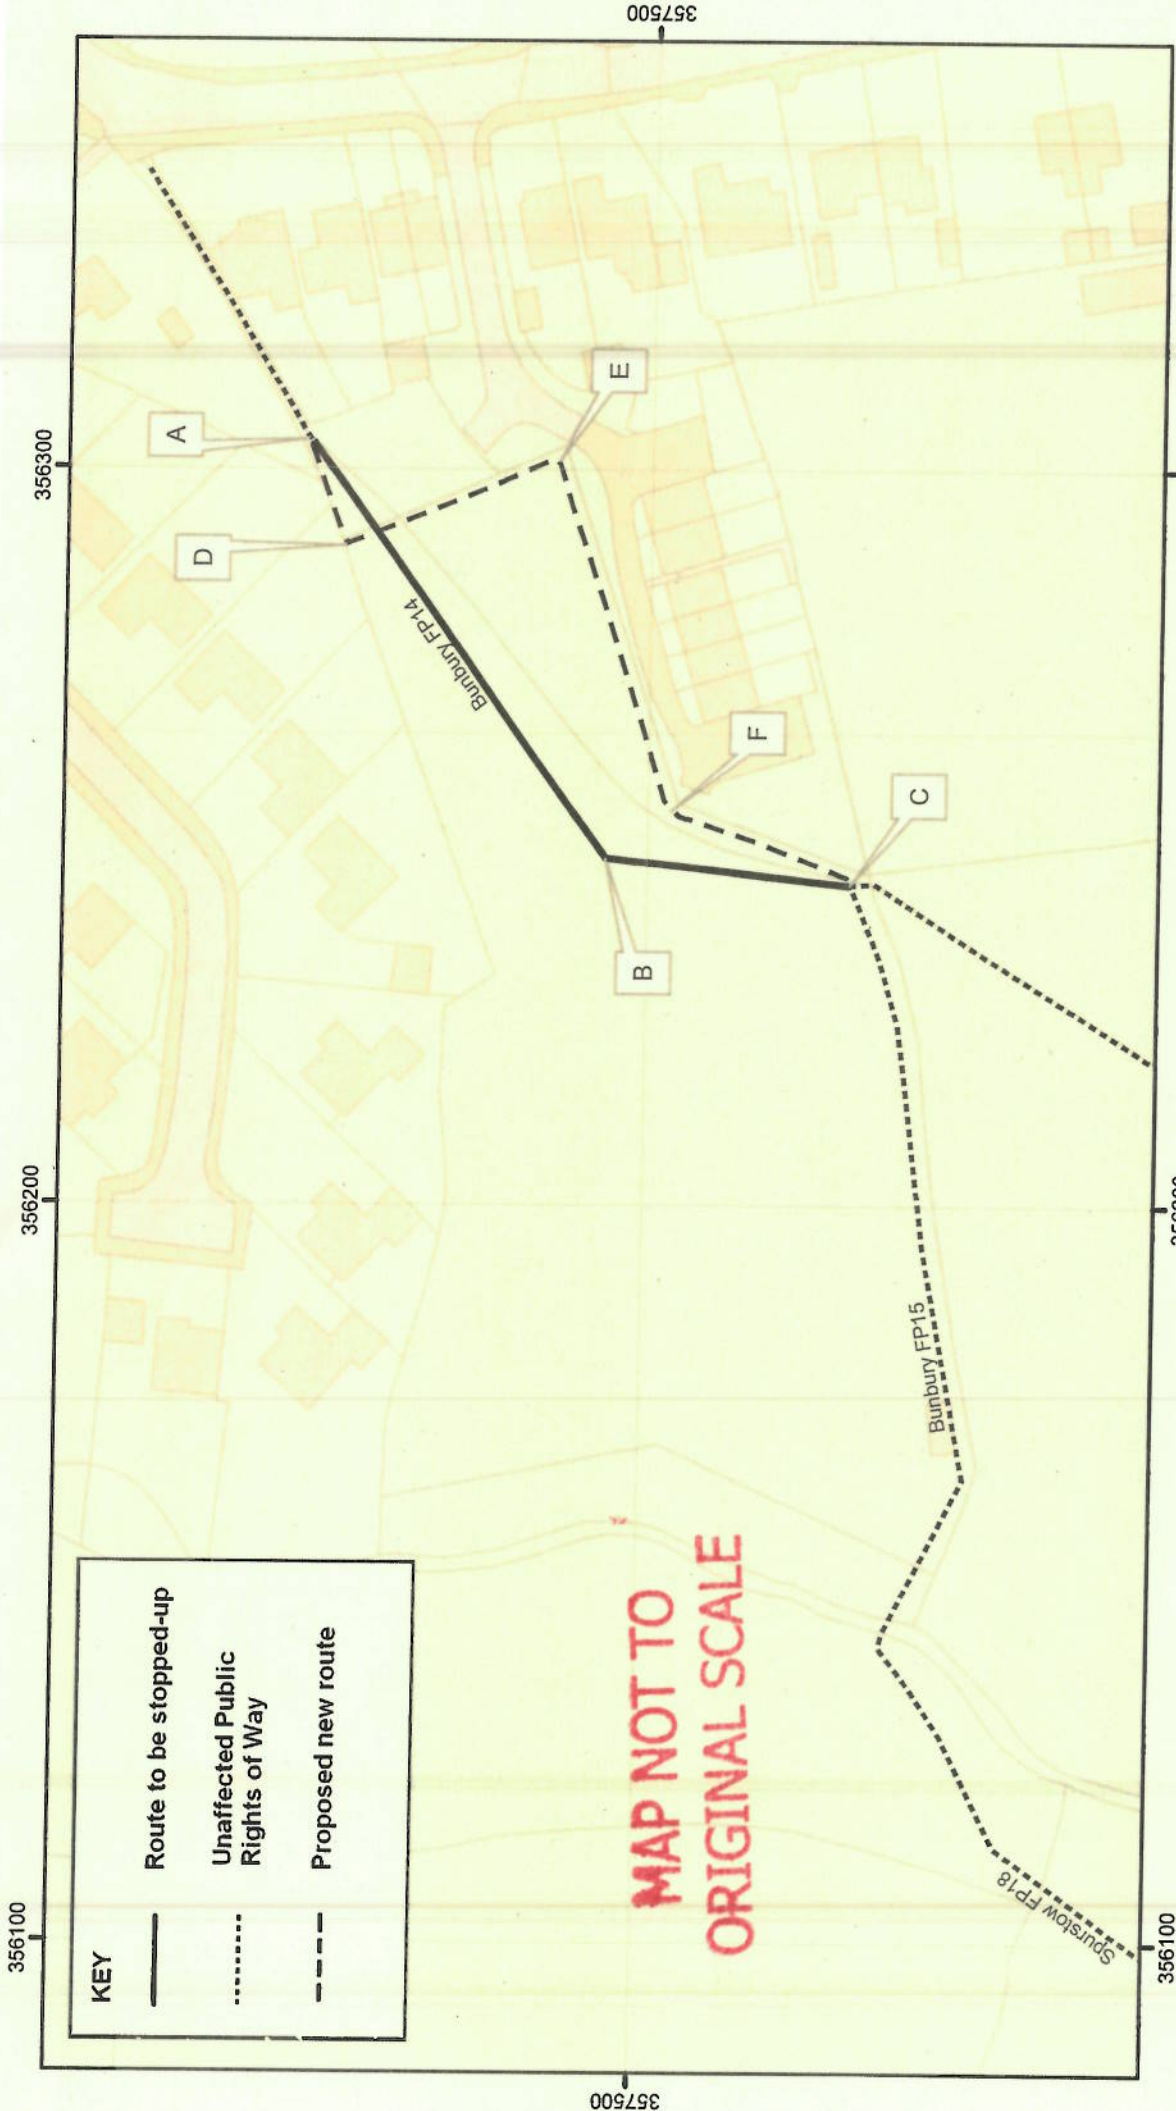 KEY
Route to be stopped-up
Unaffected Public
Rights of Way
Proposed new route
356100
356200
356300
357500
357500
356100
A
D
E
Bunbury FP14
F
C
B
Bunbury FP15
Spurstow FP18
MAP NOT TO
ORIGINAL SCALE